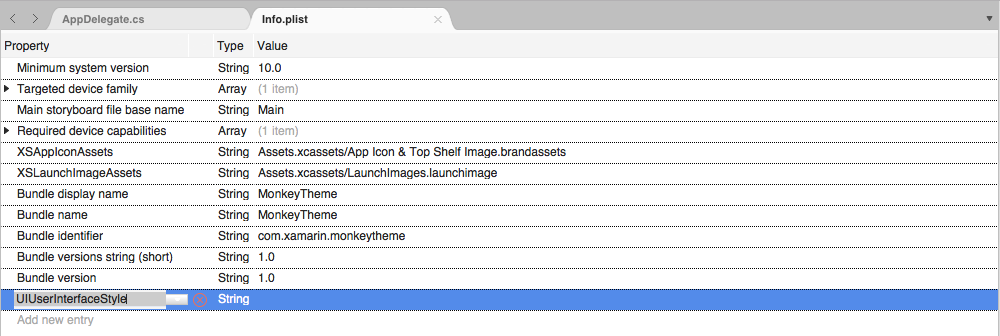 AppDelegate.cs Info.plist
Property Type Value
Minimum system version String 10.0
Targeted device family Array (1 item)
Main storyboard file base name String Main
Required device capabilities Array (1 item)
XSAppIconAssets String Assets.xcassets/App Icon & Top Shelf Image.brandassets
XSLaunchImageAssets String Assets.xcassets/LaunchImages.launchimage
Bundle display name String MonkeyTheme
Bundle name String MonkeyTheme
Bundle identifier String com.xamarin.monkeytheme
Bundle versions string (short) String 1.0
Bundle version String 1.0
UIUserInterfaceStyle String
Add new entry